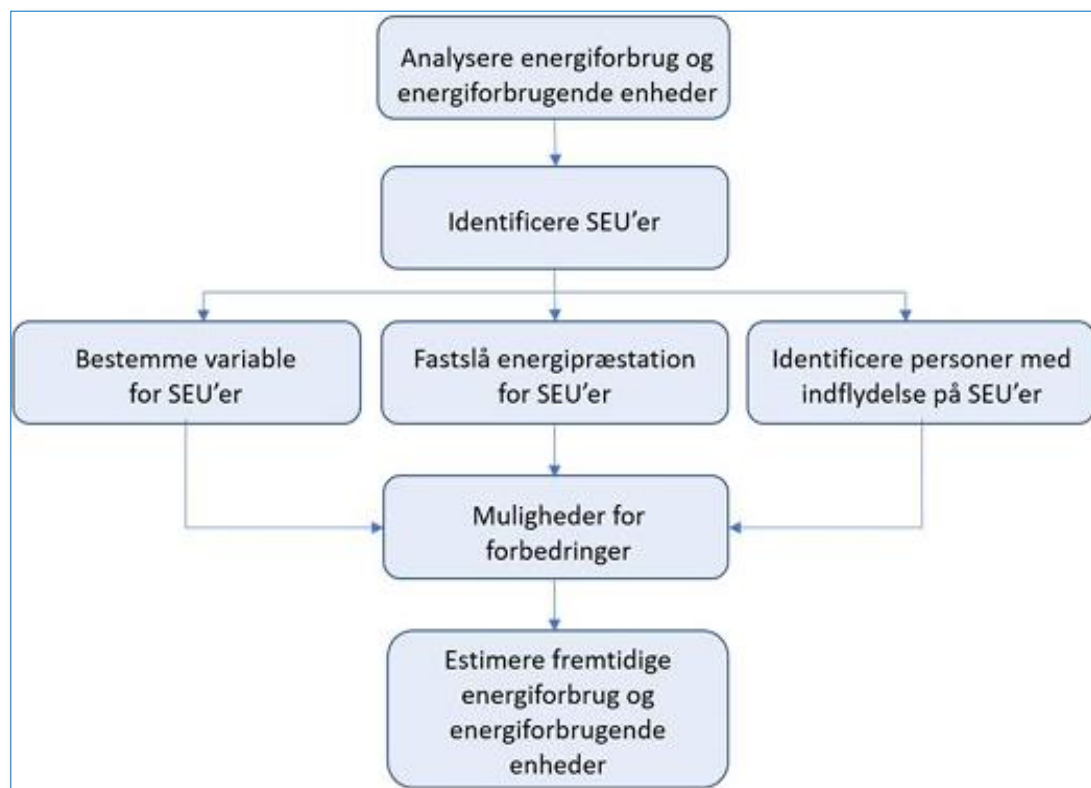 Analysere energiforbrug og
energiforbrugende enheder
Identificere SEU'er
Bestemme variable
for SEU'er
Fastslå energipræstation
for SEU'er
Identificere personer med
indflydelse på SEU'er
Muligheder for
forbedringer
Estimere fremtidige
energiforbrug og
energiforbrugende
enheder